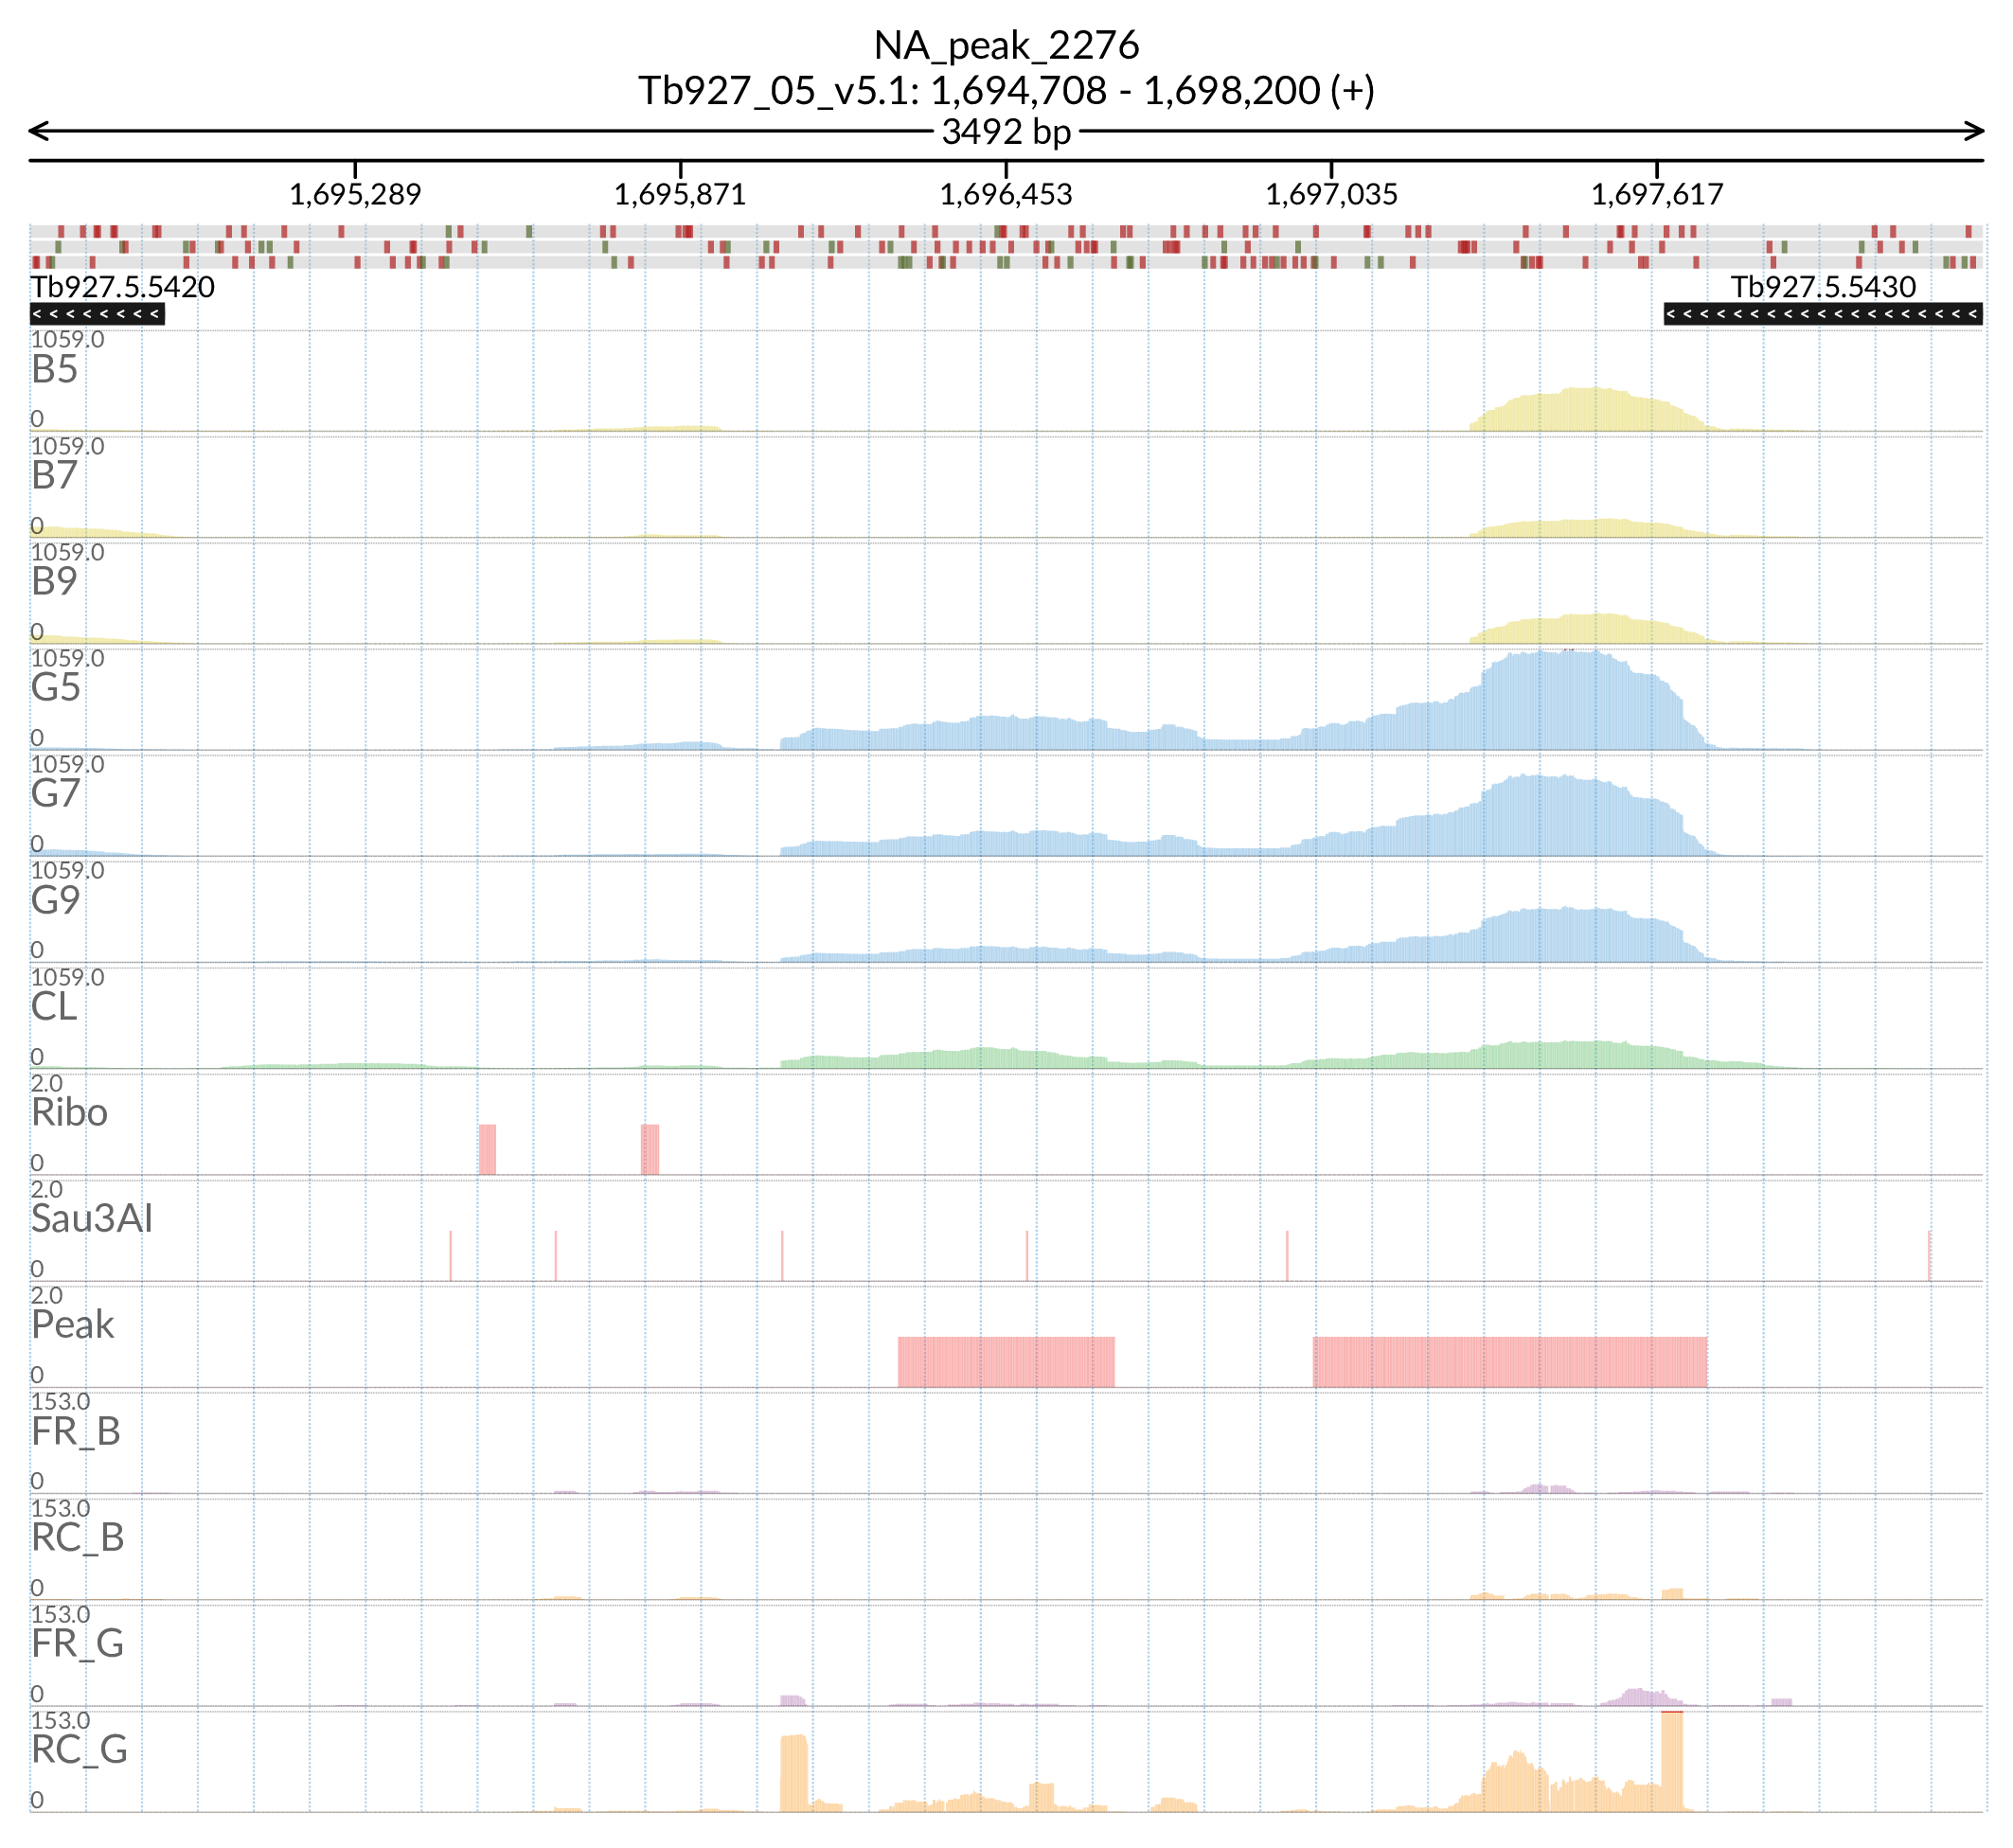 NA_peak_2276
Tb927_05_v5.1: 1,694,708 - 1,698,200 (+)
3492 bp
1,695,289 1,695,871 1,696,453 1,697,035 1,697,617
Tb927.5.5420 Tb927.5.5430
< < < < < < < < < < < < < < < < < < < < < < < < < < <
1059.0
B5
0
1059.0
B7
0
1059.0
B9
0
1059.0
G5
0
1059.0
G7
0
1059.0
G9
0
1059.0
CL
0
2.0
Ribo
0
2.0
Sau3AI
0
2.0
Peak
0
153.0
FR_B
0
153.0
RC_B
0
153.0
FR_G
0
153.0
RC_G
0